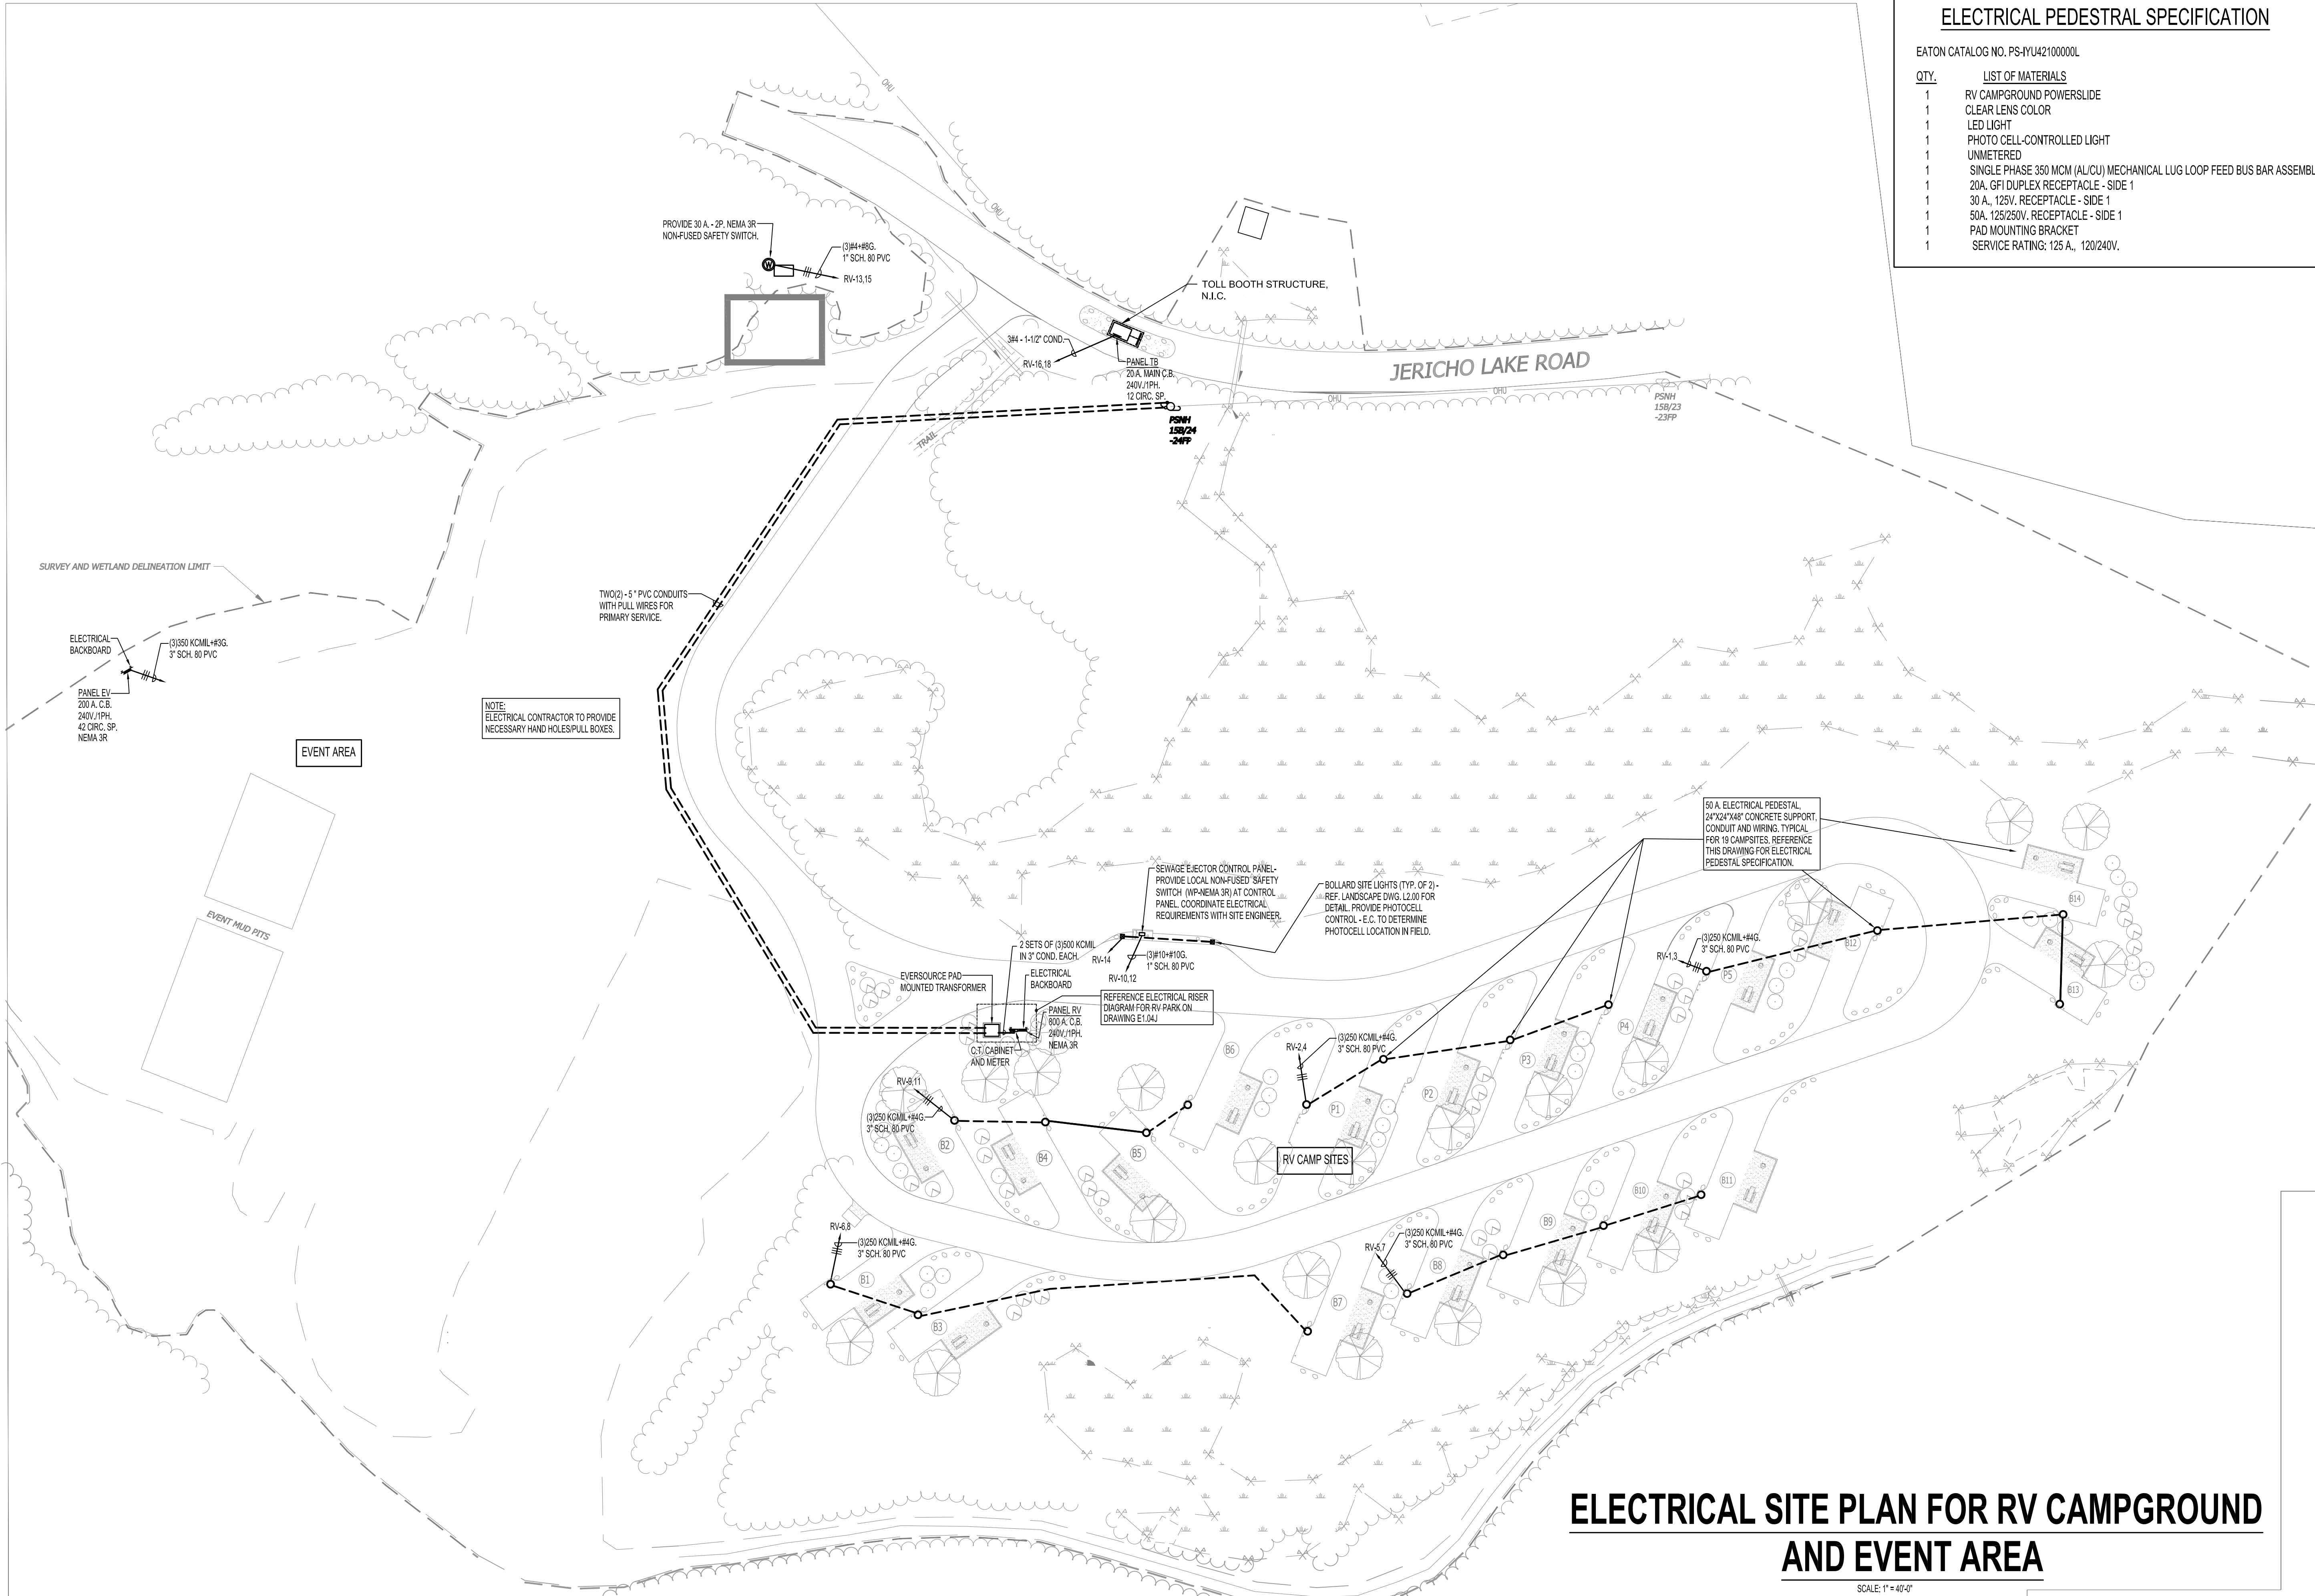 ELECTRICAL PEDESTRAL SPECIFICATION
EATON CATALOG NO. PS-IYU42100000L
QTY. LIST OF MATERIALS
1 RV CAMPGROUND POWERSLIDE
1 CLEAR LENS COLOR
1 LED LIGHT
1 PHOTO CELL-CONTROLLED LIGHT
1 UNMETERED
1 SINGLE PHASE 350 MCM (AL/CU) MECHANICAL LUG LOOP FEED BUS BAR ASSEMBL
1 20A. GFI DUPLEX RECEPTACLE - SIDE 1
1 30 A., 125V. RECEPTACLE - SIDE 1
1 50A. 125/250V. RECEPTACLE - SIDE 1
1 PAD MOUNTING BRACKET
1 SERVICE RATING: 125 A., 120/240V.
OHU
OHU
PROVIDE 30 A. - 2P. NEMA 3R
NON-FUSED SAFETY SWITCH.
W
(3)#4+#8G.
1" SCH. 80 PVC
RV-13,15
TOLL BOOTH STRUCTURE,
N.I.C.
3#4 - 1-1/2" COND.
RV-16,18
PANEL TB
20 A. MAIN C.B.
240V./1PH.
12 CIRC. SP.
JERICHO LAKE ROAD
OHU
OHU
PSNH
15B/24
-24FP
PSNH
15B/23
-23FP
TRAIL
SURVEY AND WETLAND DELINEATION LIMIT
TWO(2) - 5 " PVC CONDUITS
WITH PULL WIRES FOR
PRIMARY SERVICE.
ELECTRICAL
BACKBOARD
(3)350 KCMIL+#3G.
3" SCH. 80 PVC
PANEL EV
200 A. C.B.
240V./1PH.
42 CIRC. SP.
NEMA 3R
NOTE:
ELECTRICAL CONTRACTOR TO PROVIDE
NECESSARY HAND HOLES/PULL BOXES.
EVENT AREA
EVENT MUD PITS
50 A. ELECTRICAL PEDESTAL,
24"X24"X48" CONCRETE SUPPORT,
CONDUIT AND WIRING. TYPICAL
FOR 19 CAMPSITES. REFERENCE
THIS DRAWING FOR ELECTRICAL
PEDESTAL SPECIFICATION.
SEWAGE EJECTOR CONTROL PANEL-
PROVIDE LOCAL NON-FUSED SAFETY
SWITCH (WP-NEMA 3R) AT CONTROL
PANEL. COORDINATE ELECTRICAL
REQUIREMENTS WITH SITE ENGINEER.
BOLLARD SITE LIGHTS (TYP. OF 2) -
REF. LANDSCAPE DWG. L2.00 FOR
DETAIL. PROVIDE PHOTOCELL
CONTROL - E.C. TO DETERMINE
PHOTOCELL LOCATION IN FIELD.
2 SETS OF (3)500 KCMIL
IN 3" COND. EACH.
RV-14
(3)#10+#10G.
1" SCH. 80 PVC
RV-10,12
EVERSOURCE PAD
MOUNTED TRANSFORMER
ELECTRICAL
BACKBOARD
REFERENCE ELECTRICAL RISER
DIAGRAM FOR RV PARK ON
DRAWING E1.04J
PANEL RV
800 A. C.B.
240V./1PH.
NEMA 3R
C.T. CABINET
AND METER
RV-1,3
(3)250 KCMIL+#4G.
3" SCH. 80 PVC
P5
B12
B14
B13
RV-2,4
(3)250 KCMIL+#4G.
3" SCH. 80 PVC
B6
P1
P2
P3
P4
RV-9,11
(3)250 KCMIL+#4G.
3" SCH. 80 PVC
B2
B4
B5
RV CAMP SITES
RV-6,8
(3)250 KCMIL+#4G.
3" SCH. 80 PVC
B1
B3
RV-5,7
(3)250 KCMIL+#4G.
3" SCH. 80 PVC
B7
B8
B9
B10
B11
ELECTRICAL SITE PLAN FOR RV CAMPGROUND
AND EVENT AREA
SCALE: 1" = 40'-0"